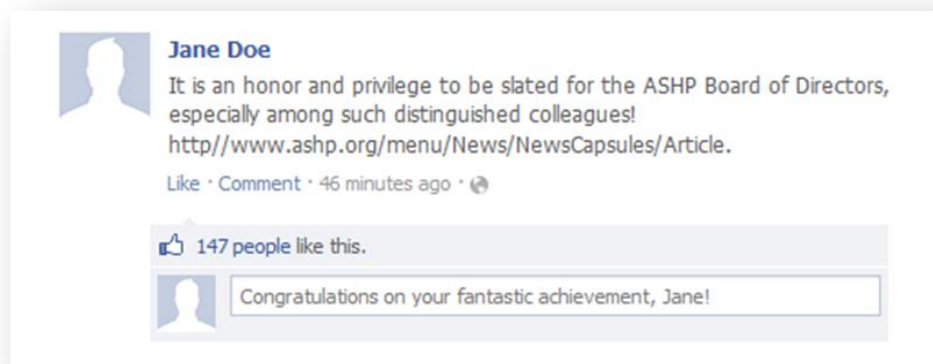 Jane Doe
It is an honor and privilege to be slated for the ASHP Board of Directors,
especially among such distinguished colleagues!
http//www.ashp.org/menu/News/NewsCapsules/Article.
Like · Comment · 46 minutes ago ·
147 people like this.
Congratulations on your fantastic achievement, Jane!